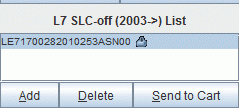 L7 SLC-off (2003->) List
LE71700282010253ASN00
Add Delete Send to Cart